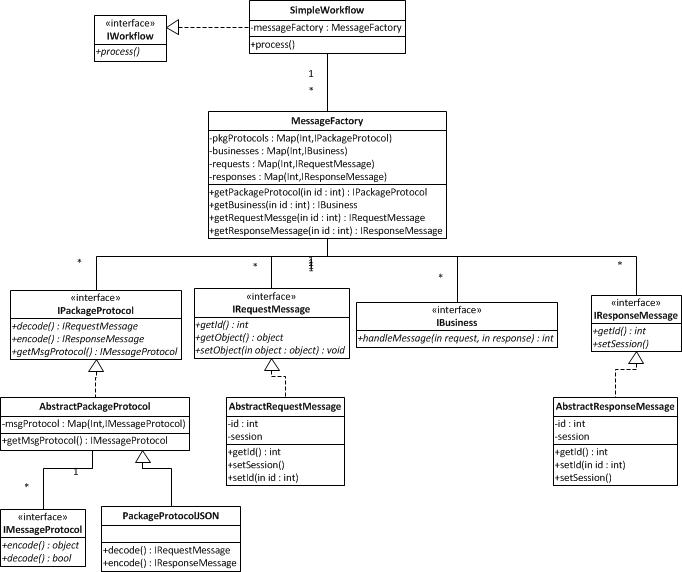 SimpleWorkflow
-messageFactory : MessageFactory
+process()
«interface»
IWorkflow
+process()
1
*
MessageFactory
-pkgProtocols : Map(Int,IPackageProtocol)
-businesses : Map(Int,IBusiness)
-requests : Map(Int,IRequestMessage)
-responses : Map(Int,IResponseMessage)
+getPackageProtocol(in id : int) : IPackageProtocol
+getBusiness(in id : int) : IBusiness
+getRequestMessge(in id : int) : IRequestMessage
+getResponseMessage(in id : int) : IResponseMessage
*
*
1
*
*
«interface»
IPackageProtocol
+decode() : IRequestMessage
+encode() : IResponseMessage
+getMsgProtocol() : IMessageProtocol
«interface»
IRequestMessage
+getId() : int
+getObject() : object
+setObject(in object : object) : void
«interface»
IBusiness
+handleMessage(in request, in response) : int
«interface»
IResponseMessage
+getId() : int
+setSession()
AbstractPackageProtocol
-msgProtocol : Map(Int,IMessageProtocol)
+getMsgProtocol() : IMessageProtocol
AbstractRequestMessage
-id : int
-session
+getId() : int
+setSession()
+setId(in id : int)
AbstractResponseMessage
-id : int
-session
+getId() : int
+setId(in id : int)
+setSession()
1
*
«interface»
IMessageProtocol
+encode() : object
+decode() : bool
PackageProtocolJSON
+decode() : IRequestMessage
+encode() : IResponseMessage